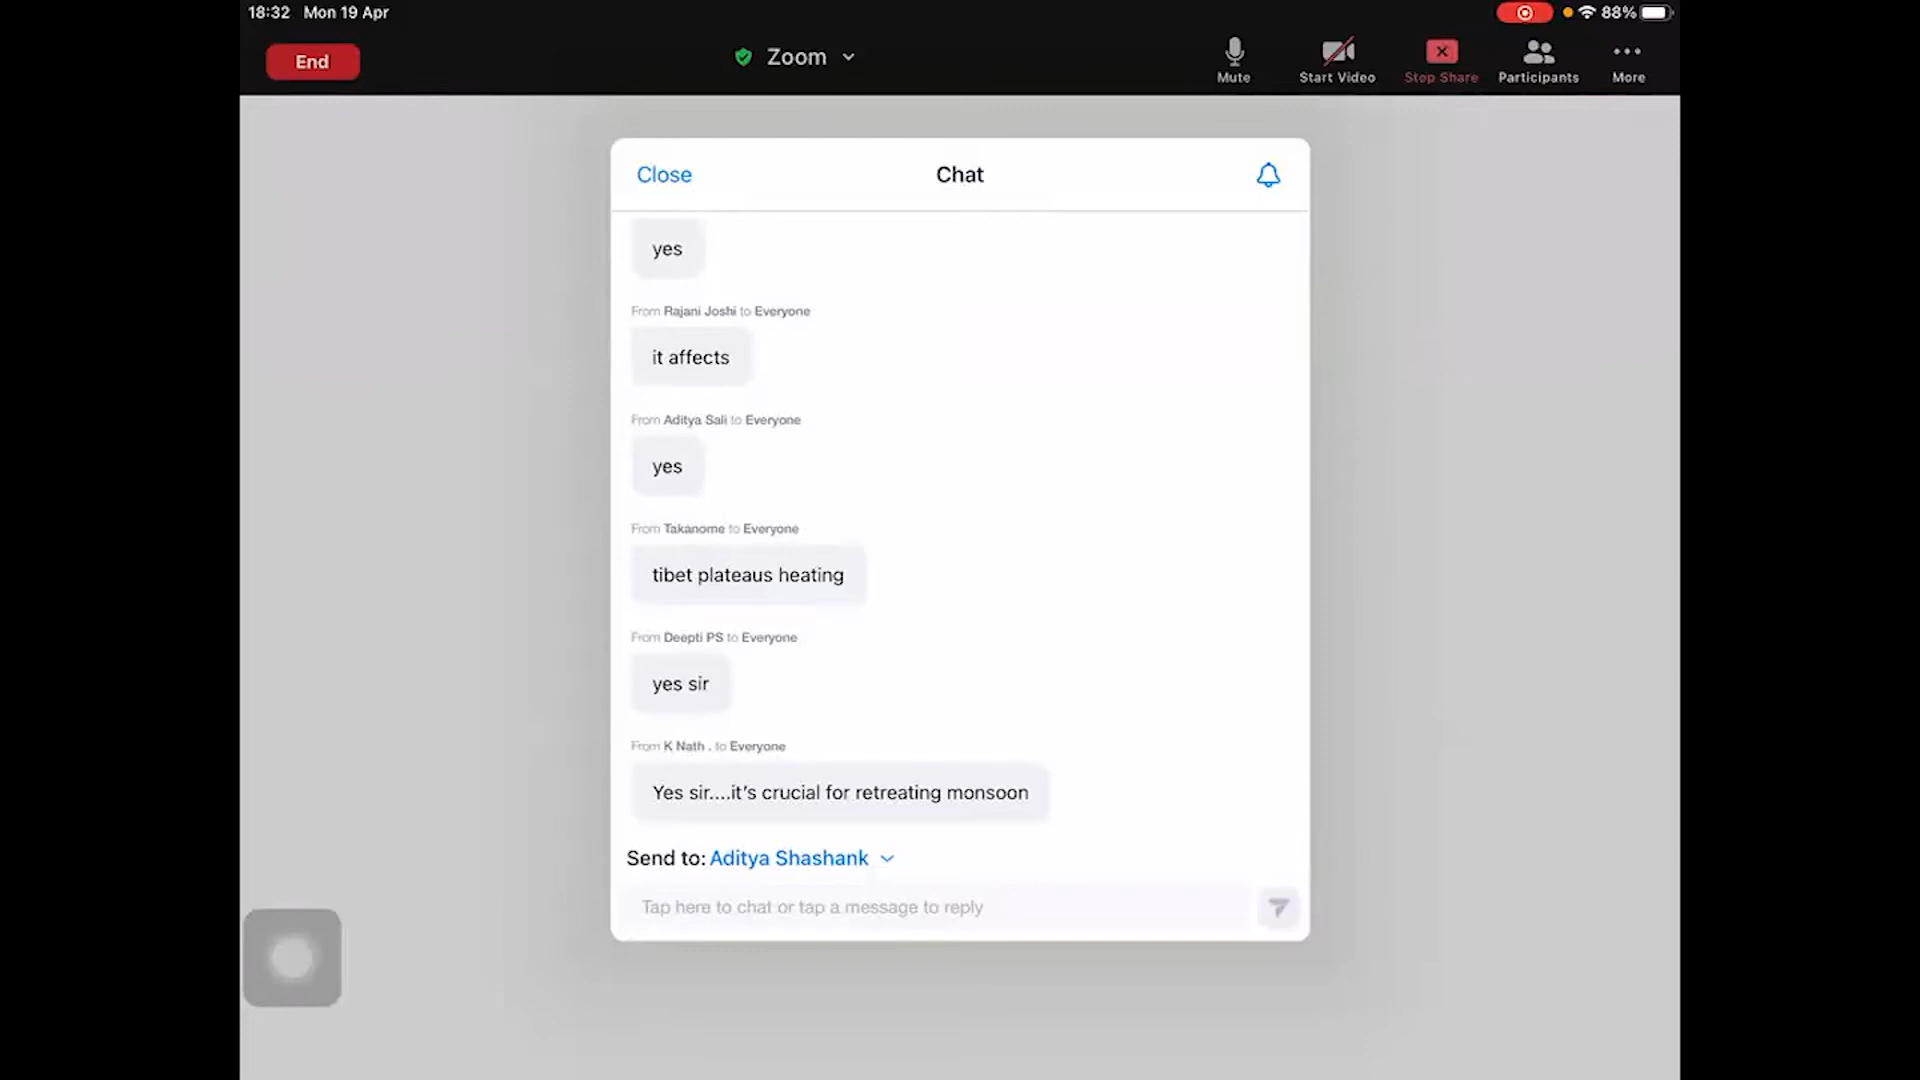 18:32 Mon 19 Apr
88%
End
Zoom
Mute
Start Video
Stop Share
Participants
More
Close
Chat
yes
From Rajani Joshi to Everyone
it affects
From Aditya Sali to Everyone
yes
From Takanome to Everyone
tibet plateaus heating
From Deepti PS to Everyone
yes sir
From K Nath . to Everyone
Yes sir....it's crucial for retreating monsoon
Send to: Aditya Shashank
Tap here to chat or tap a message to reply